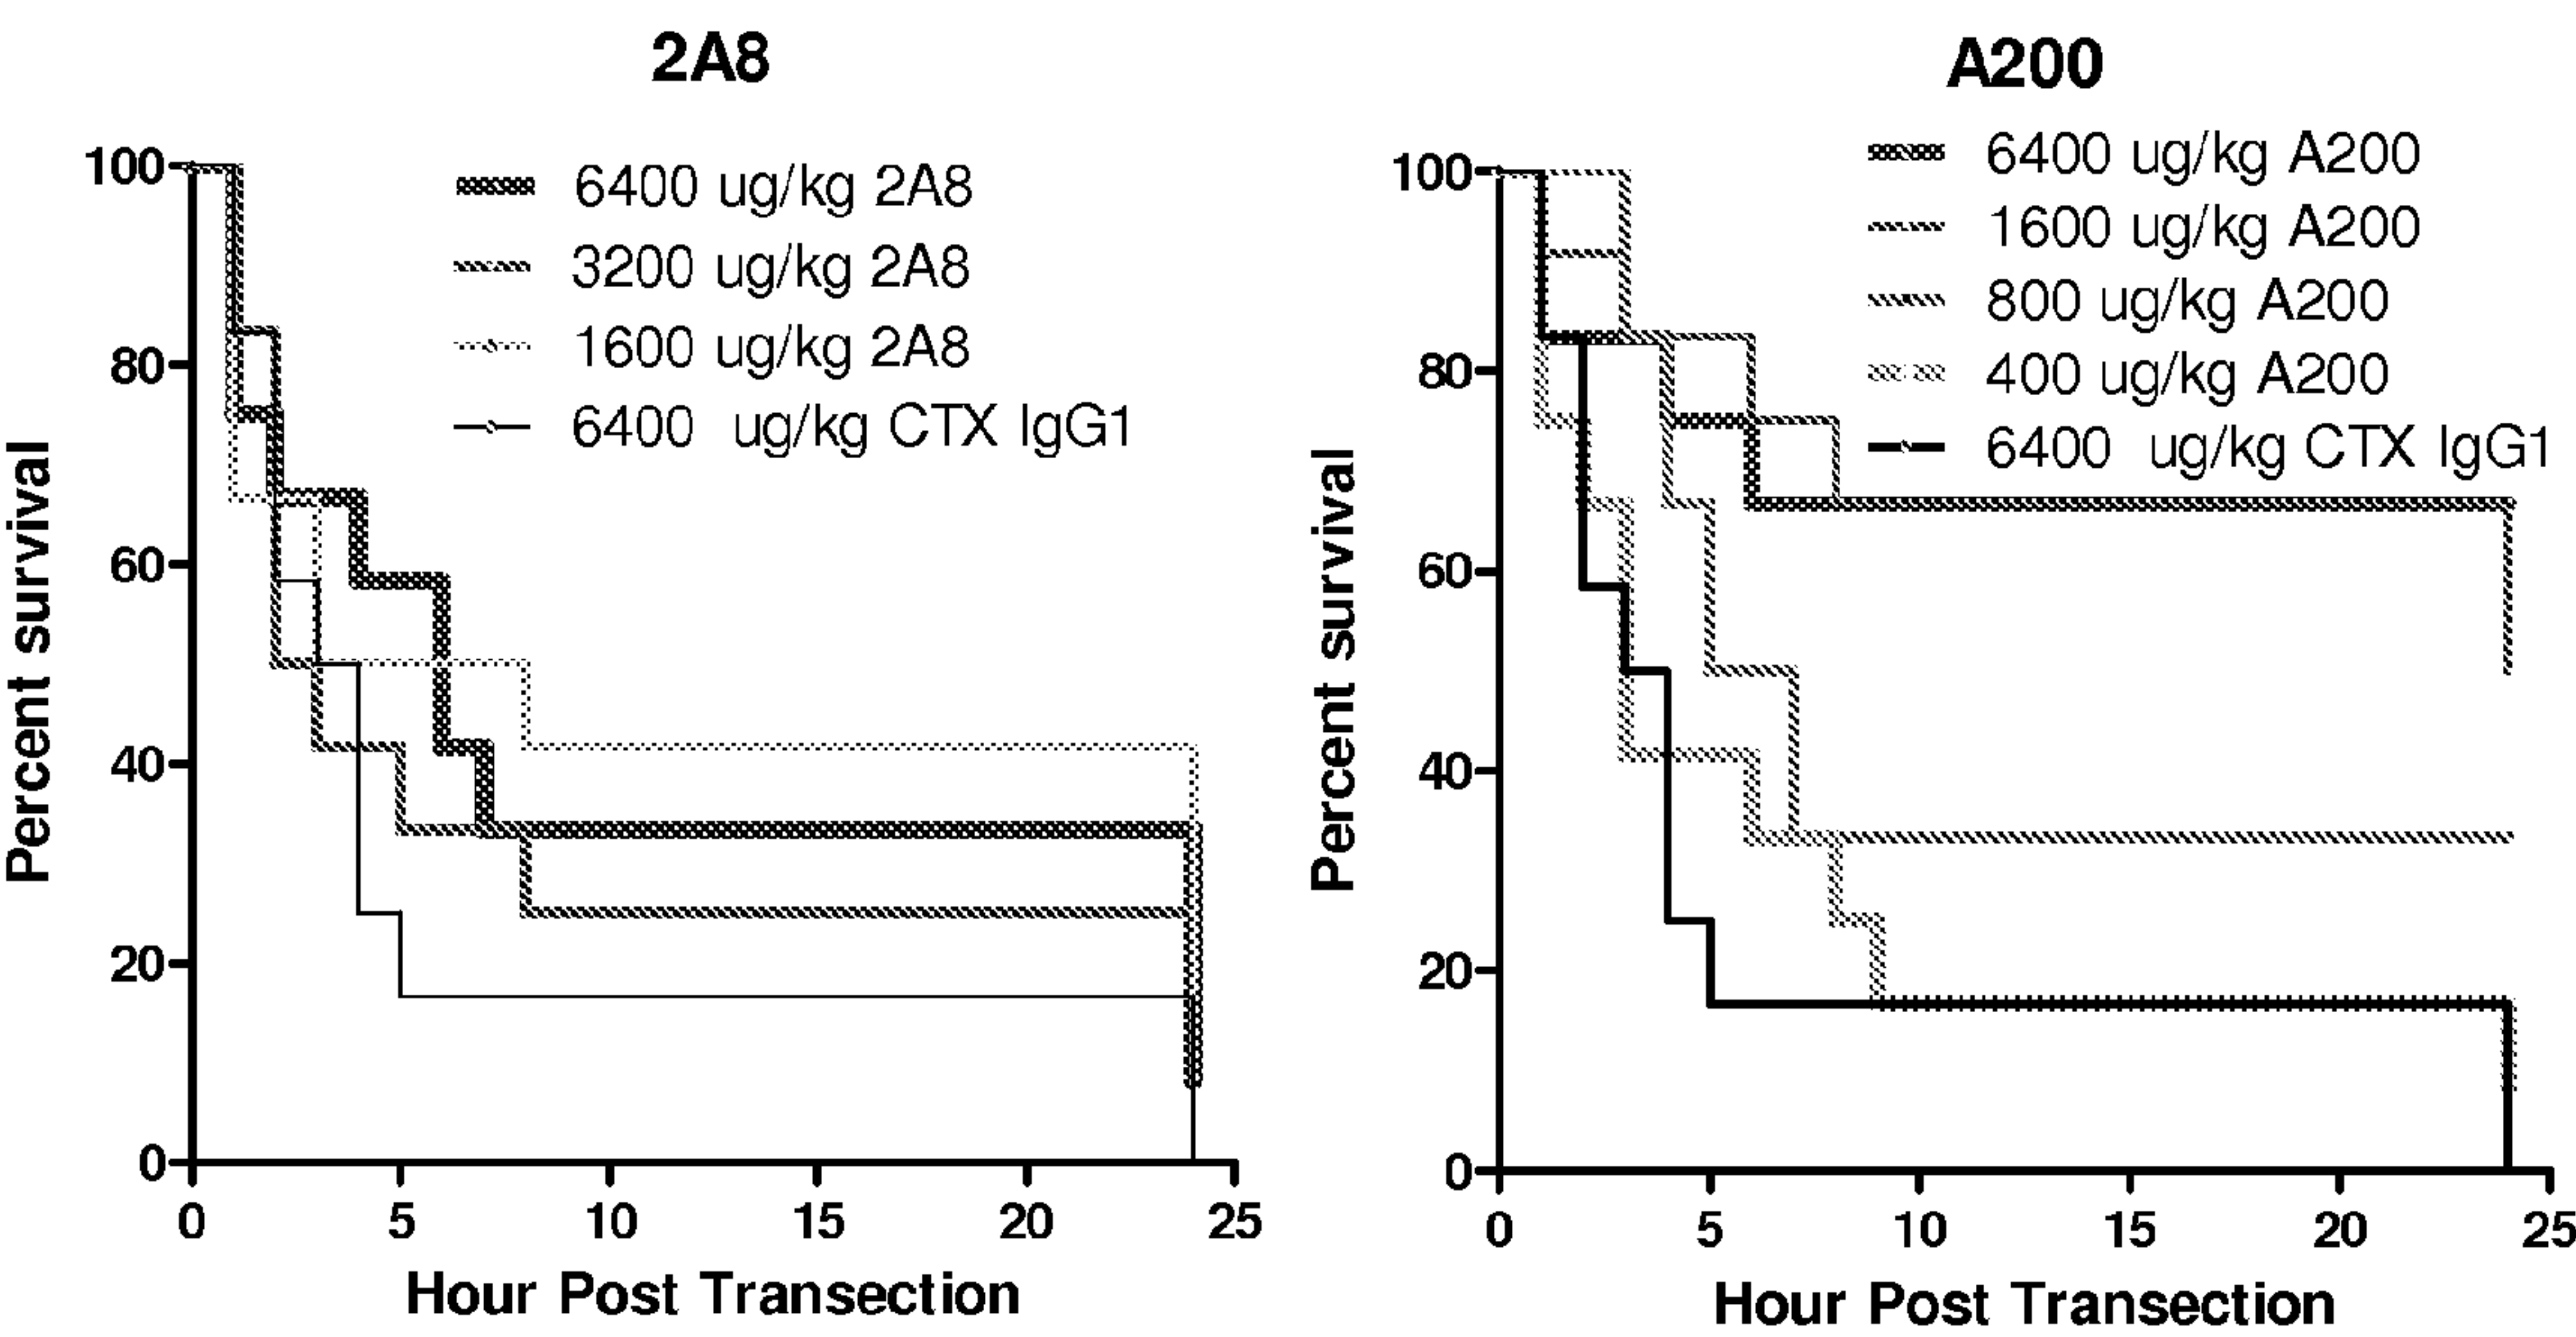 2A8
6400 ug/kg 2A8
3200 ug/kg 2A8
1600 ug/kg 2A8
6400 ug/kg CTX IgG1
Percent survival
100
80
60
40
20
0
0 5 10 15 20 25
Hour Post Transection
A200
6400 ug/kg A200
1600 ug/kg A200
800 ug/kg A200
400 ug/kg A200
6400 ug/kg CTX IgG1
Percent survival
100
80
60
40
20
0
0 5 10 15 20 25
Hour Post Transection